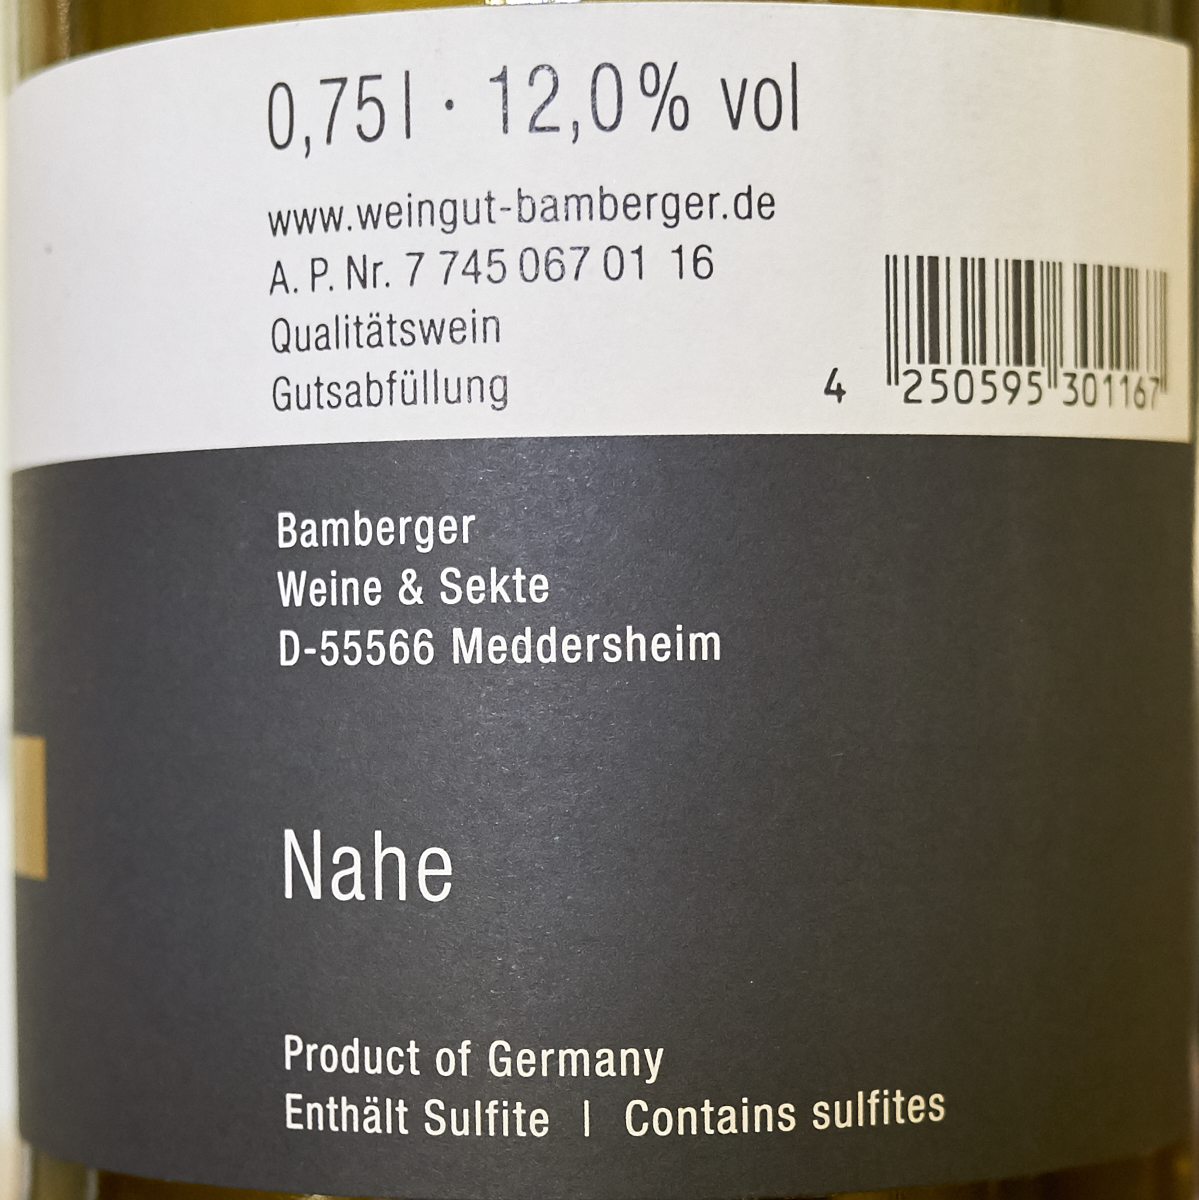 0,75 l · 12,0 % vol
www.weingut-bamberger.de
A. P. Nr. 7 745 067 01 16
Qualitätswein
Gutsabfüllung
4 250595 301167
Bamberger
Weine & Sekte
D-55566 Meddersheim
Nahe
Product of Germany
Enthält Sulfite | Contains sulfites